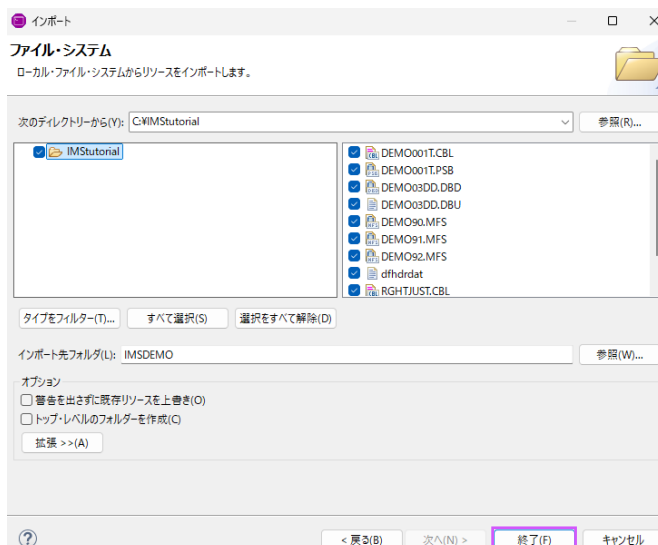 インポート
ファイル・システム
ローカル・ファイル・システムからリソースをインポートします。
次のディレクトリーから(Y): C:¥IMStutorial 参照(R)...
IMStutorial
DEMO001T.CBL
DEMO001T.PSB
DEMO03DD.DBD
DEMO03DD.DBU
DEMO90.MFS
DEMO91.MFS
DEMO92.MFS
dfhdrdat
RGHTJUST.CBL
タイプをフィルター(T)... すべて選択(S) 選択をすべて解除(D)
インポート先フォルダ(L): IMSDEMO 参照(W)...
オプション
警告を出さずに既存リソースを上書き(O)
トップ・レベルのフォルダーを作成(C)
拡張 >>(A)
< 戻る(B) 次へ(N) > 終了(F) キャンセル